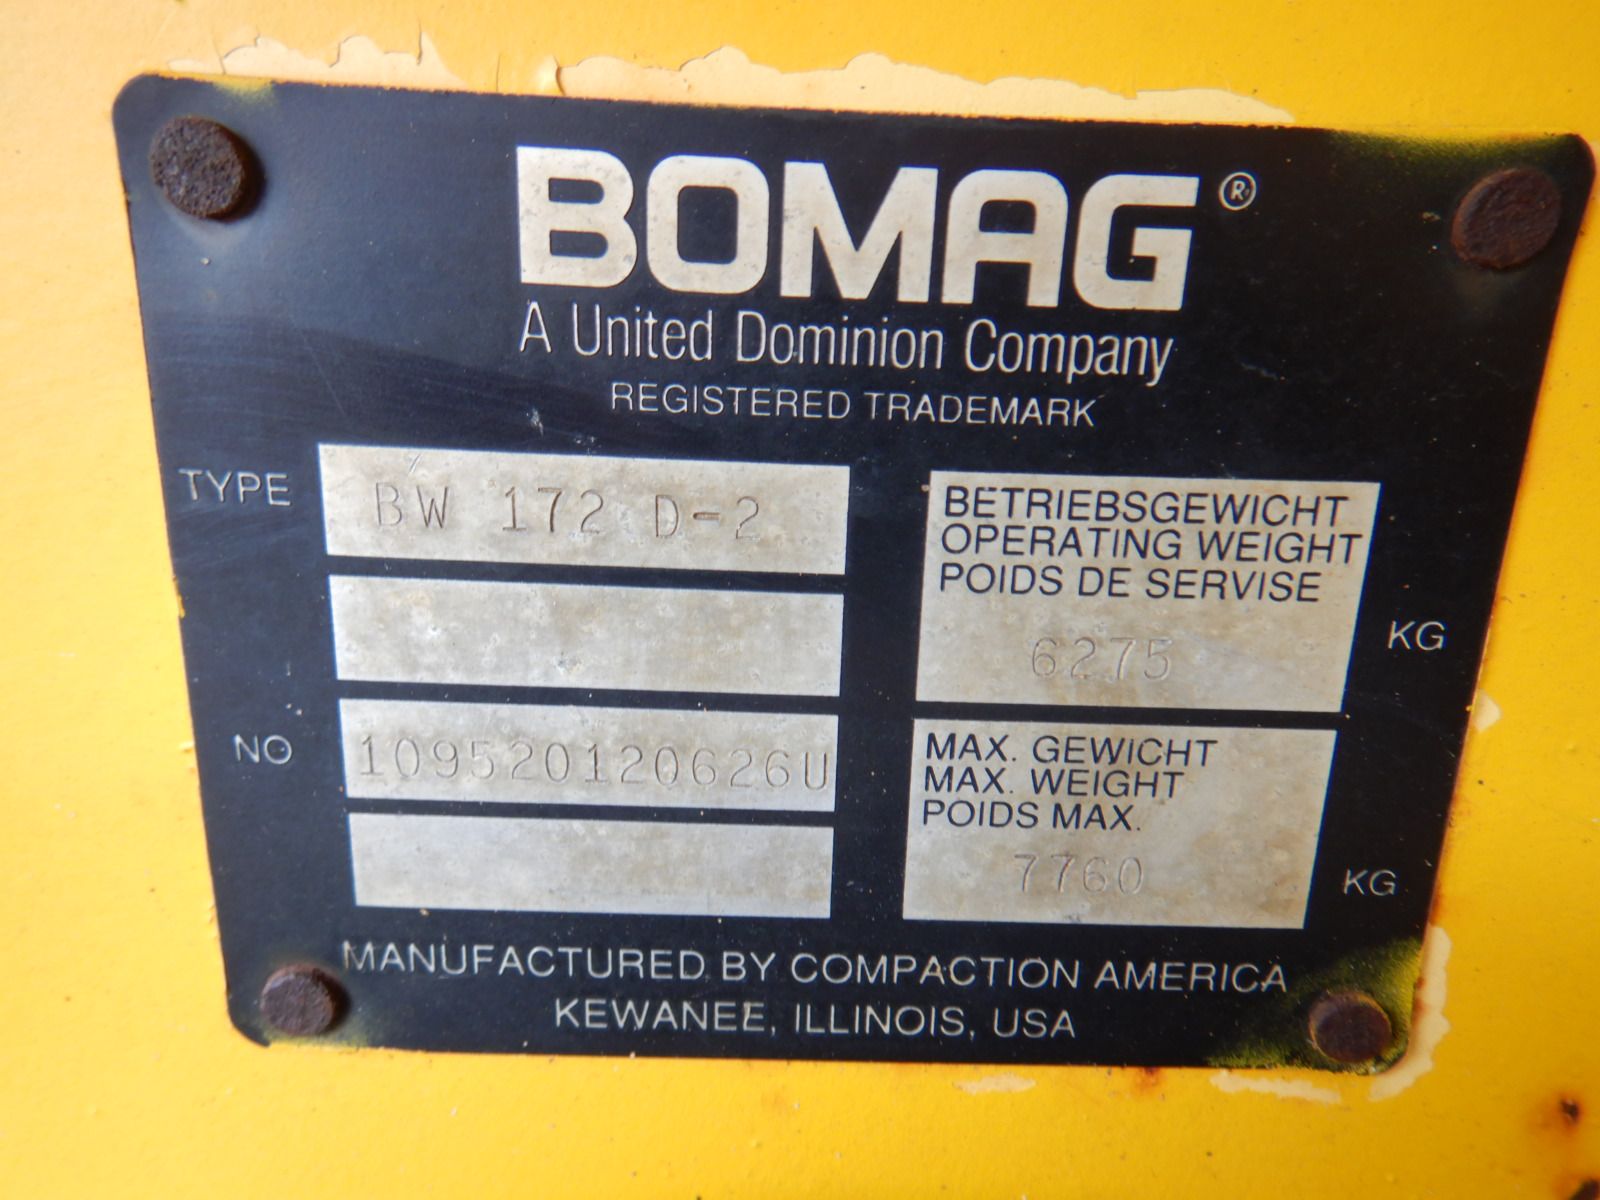 BOMAG®
A United Dominion Company
REGISTERED TRADEMARK
TYPE BW 172 D-2
BETRIEBSGEWICHT
OPERATING WEIGHT
POIDS DE SERVISE
6275 KG
NO 109520120626U
MAX. GEWICHT
MAX. WEIGHT
POIDS MAX.
7760 KG
MANUFACTURED BY COMPACTION AMERICA
KEWANEE, ILLINOIS, USA